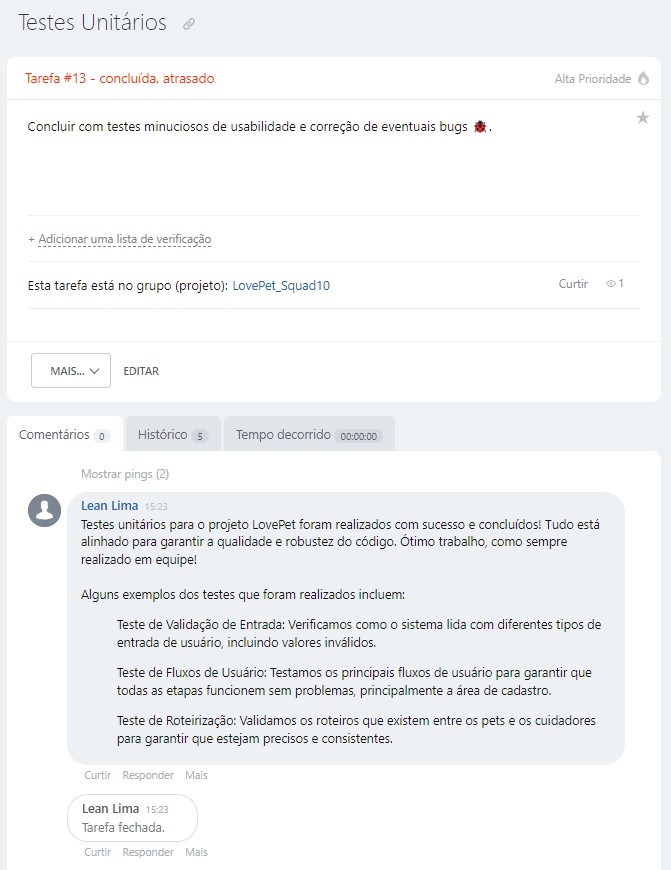 Testes Unitários
Tarefa #13 - concluída, atrasado
Alta Prioridade
Concluir com testes minuciosos de usabilidade e correção de eventuais bugs 🐞.
+ Adicionar uma lista de verificação
Esta tarefa está no grupo (projeto): LovePet_Squad10
Curtir 1
MAIS... EDITAR
Comentários 0 Histórico 5 Tempo decorrido 00:00:00
Mostrar pings (2)
Lean Lima 15:23
Testes unitários para o projeto LovePet foram realizados com sucesso e concluídos! Tudo está
alinhado para garantir a qualidade e robustez do código. Ótimo trabalho, como sempre
realizado em equipe!
Alguns exemplos dos testes que foram realizados incluem:
Teste de Validação de Entrada: Verificamos como o sistema lida com diferentes tipos de
entrada de usuário, incluindo valores inválidos.
Teste de Fluxos de Usuário: Testamos os principais fluxos de usuário para garantir que
todas as etapas funcionem sem problemas, principalmente a área de cadastro.
Teste de Roteirização: Validamos os roteiros que existem entre os pets e os cuidadores
para garantir que estejam precisos e consistentes.
Curtir Responder Mais
Lean Lima 15:23
Tarefa fechada.
Curtir Responder Mais